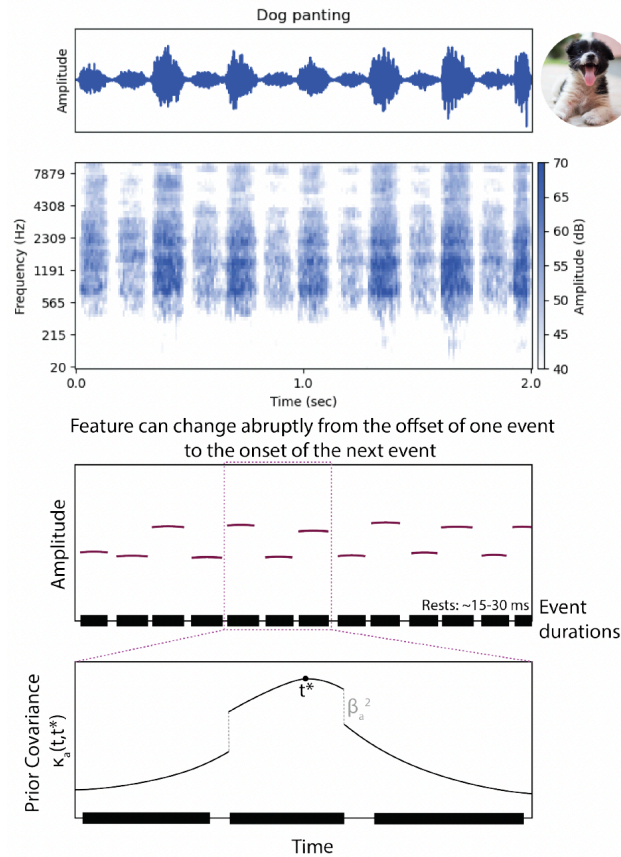 Dog panting
Amplitude
7879
4308
2309
1191
565
215
20
Frequency (Hz)
0.0
1.0
2.0
Time (sec)
70
65
60
55
50
45
40
Amplitude (dB)
Feature can change abruptly from the offset of one event
to the onset of the next event
Amplitude
Rests: ~15-30 ms
Event
durations
Prior Covariance
κₐ(t,t*)
t*
βₐ²
Time